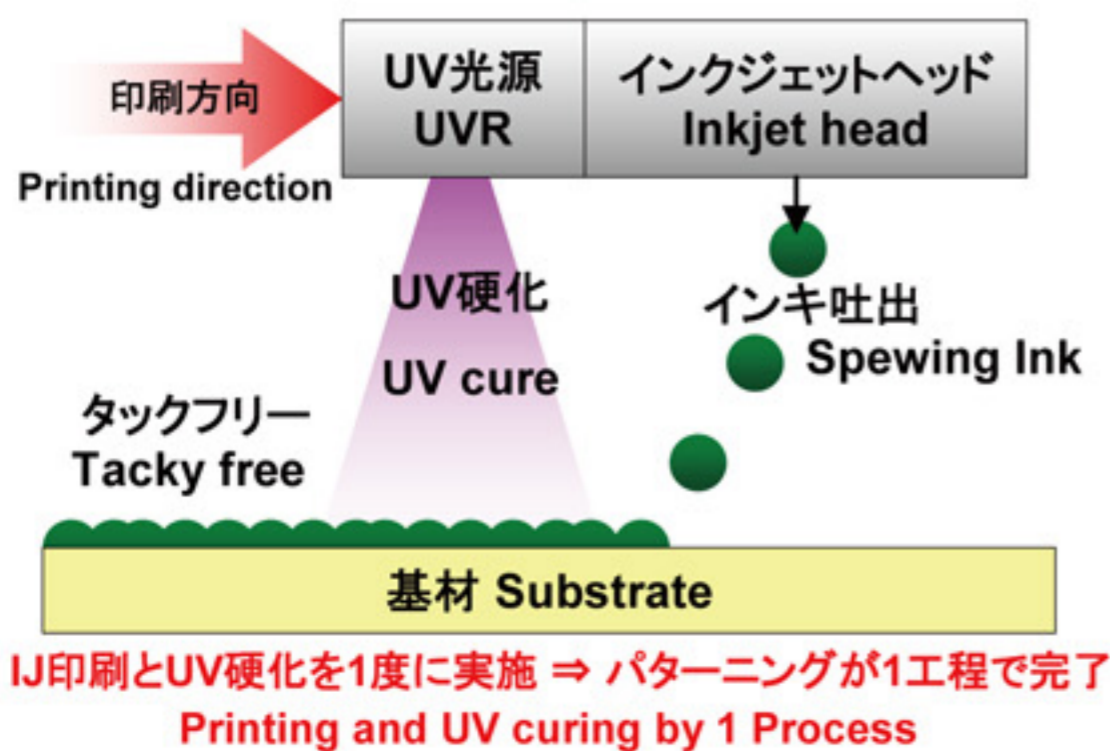 印刷方向
Printing direction
UV光源
UVR
インクジェットヘッド
Inkjet head
UV硬化
UV cure
インキ吐出
Spewing Ink
タックフリー
Tacky free
基材 Substrate
IJ印刷とUV硬化を1度に実施 ⇒ パターニングが1工程で完了
Printing and UV curing by 1 Process